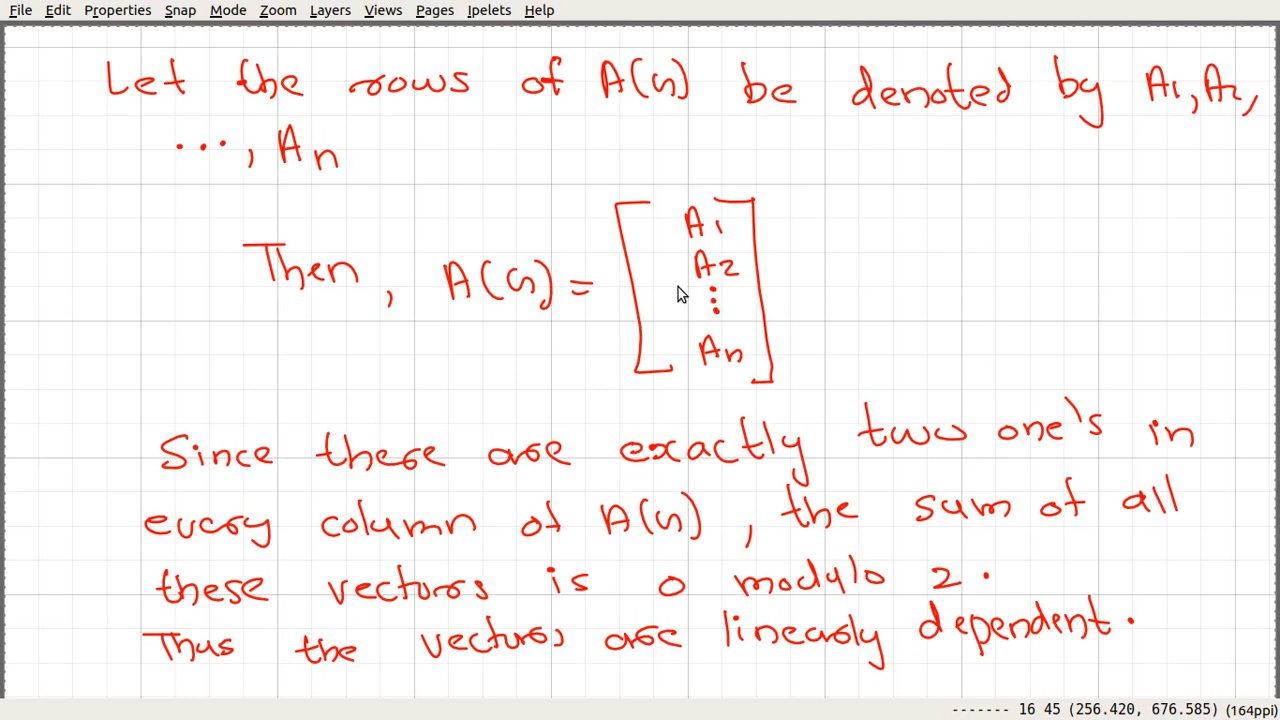 File Edit Properties Snap Mode Zoom Layers Views Pages Ipelets Help
Let the rows of A(G) be denoted by A1, A2,
..., An
Then, A(G) = [A1
A2
⋮
An]
Since there are exactly two one's in
every column of A(G), the sum of all
these vectors is 0 modulo 2.
Thus the vectors are linearly dependent.
------- 16 45 (256.420, 676.585) (164ppi)